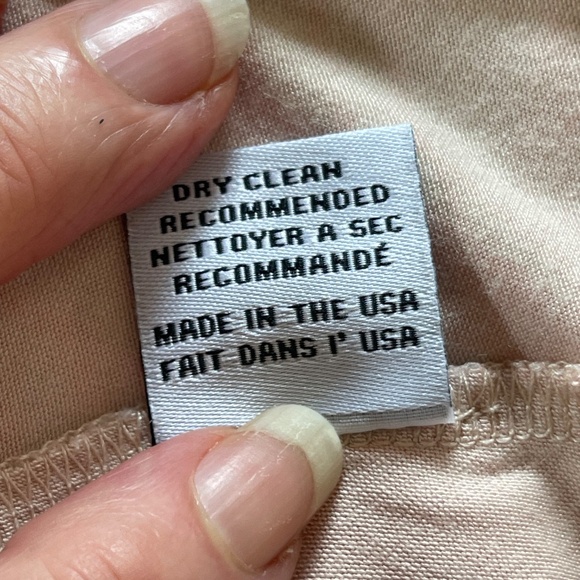 DRY CLEAN
RECOMMENDED
NETTOYER A SEC
RECOMMANDÉ
MADE IN THE USA
FAIT DANS l' USA